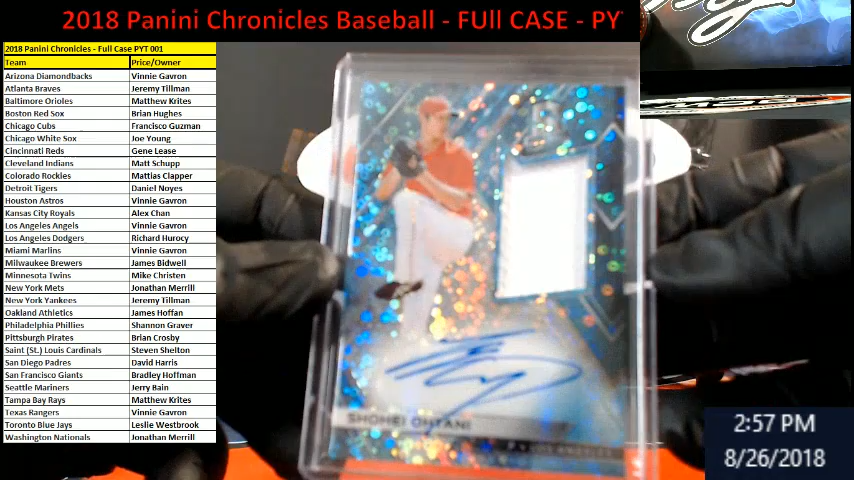 2018 Panini Chronicles Baseball - FUll CASE - PY
2018 Panini Chronicles - Full Case PYT 001
Team Price/Owner
Arizona Diamondbacks Vinnie Gavron
Atlanta Braves Jeremy Tillman
Baltimore Orioles Matthew Krites
Boston Red Sox Brian Hughes
Chicago Cubs Francisco Guzman
Chicago White Sox Joe Young
Cincinnati Reds Gene Lease
Cleveland Indians Matt Schupp
Colorado Rockies Mattias Clapper
Detroit Tigers Daniel Noyes
Houston Astros Vinnie Gavron
Kansas City Royals Alex Chan
Los Angeles Angels Vinnie Gavron
Los Angeles Dodgers Richard Hurocy
Miami Marlins Vinnie Gavron
Milwaukee Brewers James Bidwell
Minnesota Twins Mike Christen
New York Mets Jonathan Merrill
New York Yankees Jeremy Tillman
Oakland Athletics James Hoffan
Philadelphia Phillies Shannon Graver
Pittsburgh Pirates Brian Crosby
Saint (St.) Louis Cardinals Steven Shelton
San Diego Padres David Harris
San Francisco Giants Bradley Hoffman
Seattle Mariners Jerry Bain
Tampa Bay Rays Matthew Krites
Texas Rangers Vinnie Gavron
Toronto Blue Jays Leslie Westbrook
Washington Nationals Jonathan Merrill
SHOHEI OHTANI
LOS ANGELES
2:57 PM
8/26/2018